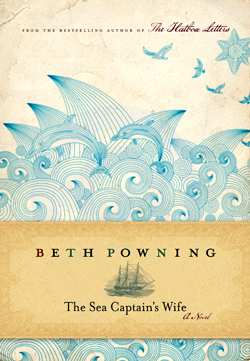 FROM THE BESTSELLING AUTHOR OF The Hatbox Letters
BETH POWNING
The Sea Captain's Wife
A Novel